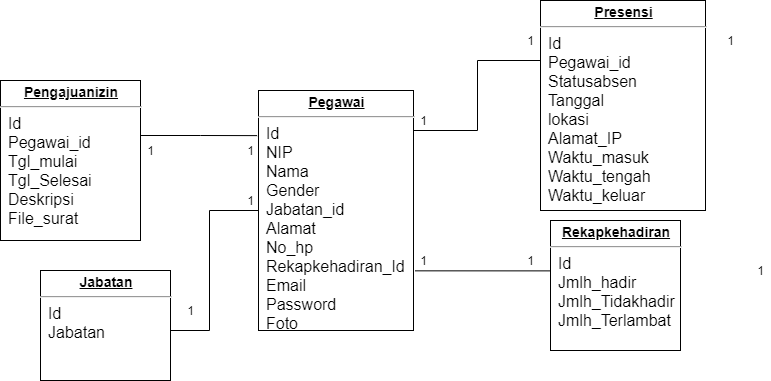 Pengajuanizin
Id
Pegawai_id
Tgl_mulai
Tgl_Selesai
Deskripsi
File_surat
1
1
Jabatan
Id
Jabatan
1
1
Pegawai
Id
NIP
Nama
Gender
Jabatan_id
Alamat
No_hp
Rekapkehadiran_Id
Email
Password
Foto
1
1
Presensi
Id
Pegawai_id
Statusabsen
Tanggal
lokasi
Alamat_IP
Waktu_masuk
Waktu_tengah
Waktu_keluar
1
1
1
Rekapkehadiran
Id
Jmlh_hadir
Jmlh_Tidakhadir
Jmlh_Terlambat
1